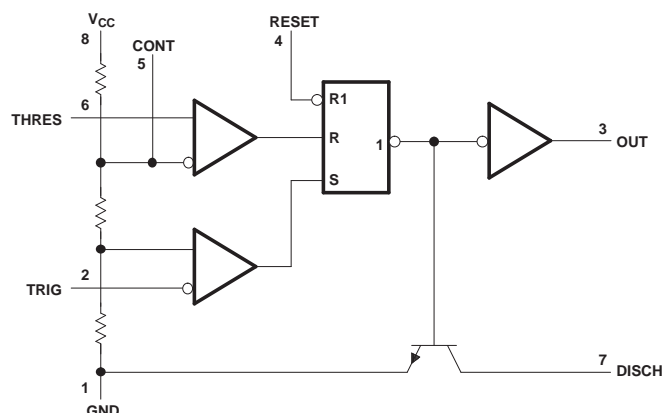 VCC
8
CONT
5
RESET
4
6
THRES
R1
R
1
S
3
OUT
2
TRIG
7
DISCH
1
GND